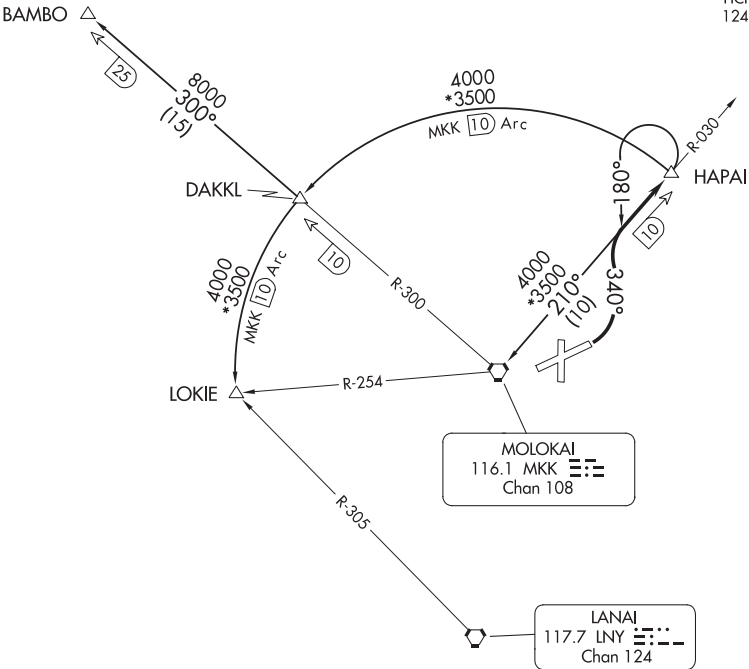 BAMBO
124
25
8000
300°
(15)
4000
*3500
MKK 10 Arc
R-030
HAPAI
180°
10
340°
DAKKL
10
4000
*3500
MKK 10 Arc
R-300
4000
*3500
210°
(10)
LOKIE
R-254
MOLOKAI
116.1 MKK
Chan 108
R-305
LANAI
117.7 LNY
Chan 124